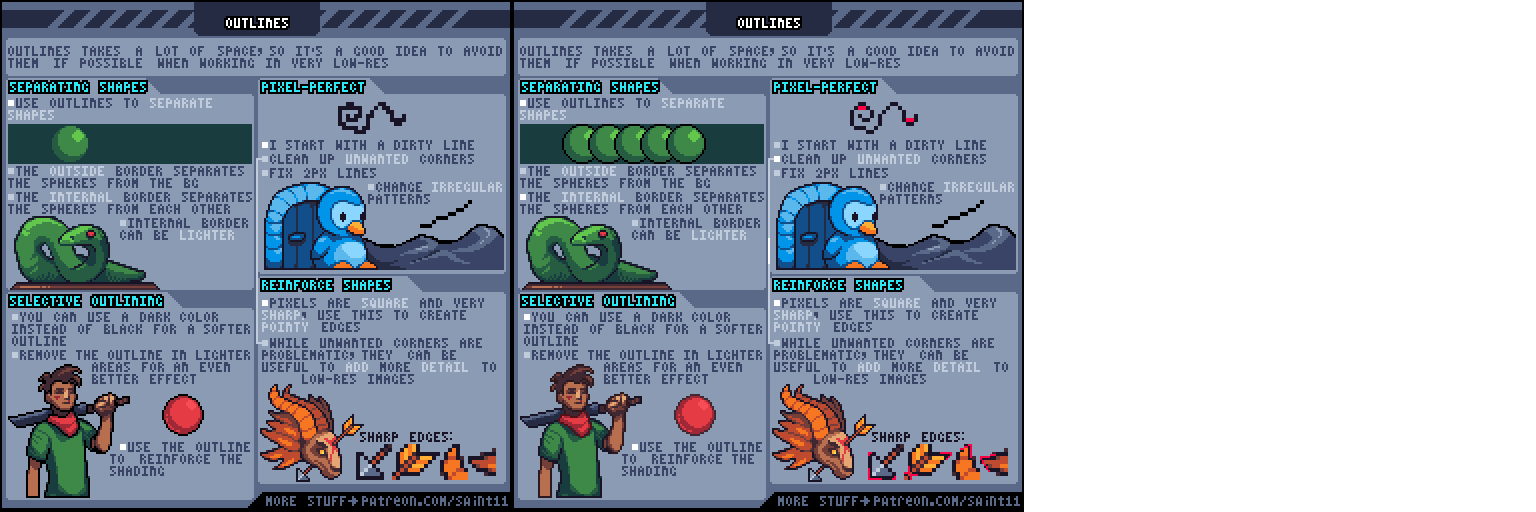 OUTLINES
OUTLINES TAKES A LOT OF SPACE, SO IT'S A GOOD IDEA TO AVOID
THEM IF POSSIBLE WHEN WORKING IN VERY LOW-RES
SEPARATING SHAPES
USE OUTLINES TO SEPARATE
SHAPES
THE OUTSIDE BORDER SEPARATES
THE SPHERES FROM THE BG
THE INTERNAL BORDER SEPARATES
THE SPHERES FROM EACH OTHER
INTERNAL BORDER
CAN BE LIGHTER
SELECTIVE OUTLINING
YOU CAN USE A DARK COLOR
INSTEAD OF BLACK FOR A SOFTER
OUTLINE
REMOVE THE OUTLINE IN LIGHTER
AREAS FOR AN EVEN
BETTER EFFECT
USE THE OUTLINE
TO REINFORCE THE
SHADING
PIXEL-PERFECT
I START WITH A DIRTY LINE
CLEAN UP UNWANTED CORNERS
FIX 2PX LINES
CHANGE IRREGULAR
PATTERNS
REINFORCE SHAPES
PIXELS ARE SQUARE AND VERY
SHARP, USE THIS TO CREATE
POINTY EDGES
WHILE UNWANTED CORNERS ARE
PROBLEMATIC, THEY CAN BE
USEFUL TO ADD MORE DETAIL TO
LOW-RES IMAGES
SHARP EDGES:
MORE STUFF→PATREON.COM/SAINT11
OUTLINES
OUTLINES TAKES A LOT OF SPACE, SO IT'S A GOOD IDEA TO AVOID
THEM IF POSSIBLE WHEN WORKING IN VERY LOW-RES
SEPARATING SHAPES
USE OUTLINES TO SEPARATE
SHAPES
THE OUTSIDE BORDER SEPARATES
THE SPHERES FROM THE BG
THE INTERNAL BORDER SEPARATES
THE SPHERES FROM EACH OTHER
INTERNAL BORDER
CAN BE LIGHTER
SELECTIVE OUTLINING
YOU CAN USE A DARK COLOR
INSTEAD OF BLACK FOR A SOFTER
OUTLINE
REMOVE THE OUTLINE IN LIGHTER
AREAS FOR AN EVEN
BETTER EFFECT
USE THE OUTLINE
TO REINFORCE THE
SHADING
PIXEL-PERFECT
I START WITH A DIRTY LINE
CLEAN UP UNWANTED CORNERS
FIX 2PX LINES
CHANGE IRREGULAR
PATTERNS
REINFORCE SHAPES
PIXELS ARE SQUARE AND VERY
SHARP, USE THIS TO CREATE
POINTY EDGES
WHILE UNWANTED CORNERS ARE
PROBLEMATIC, THEY CAN BE
USEFUL TO ADD MORE DETAIL TO
LOW-RES IMAGES
SHARP EDGES:
MORE STUFF→PATREON.COM/SAINT11